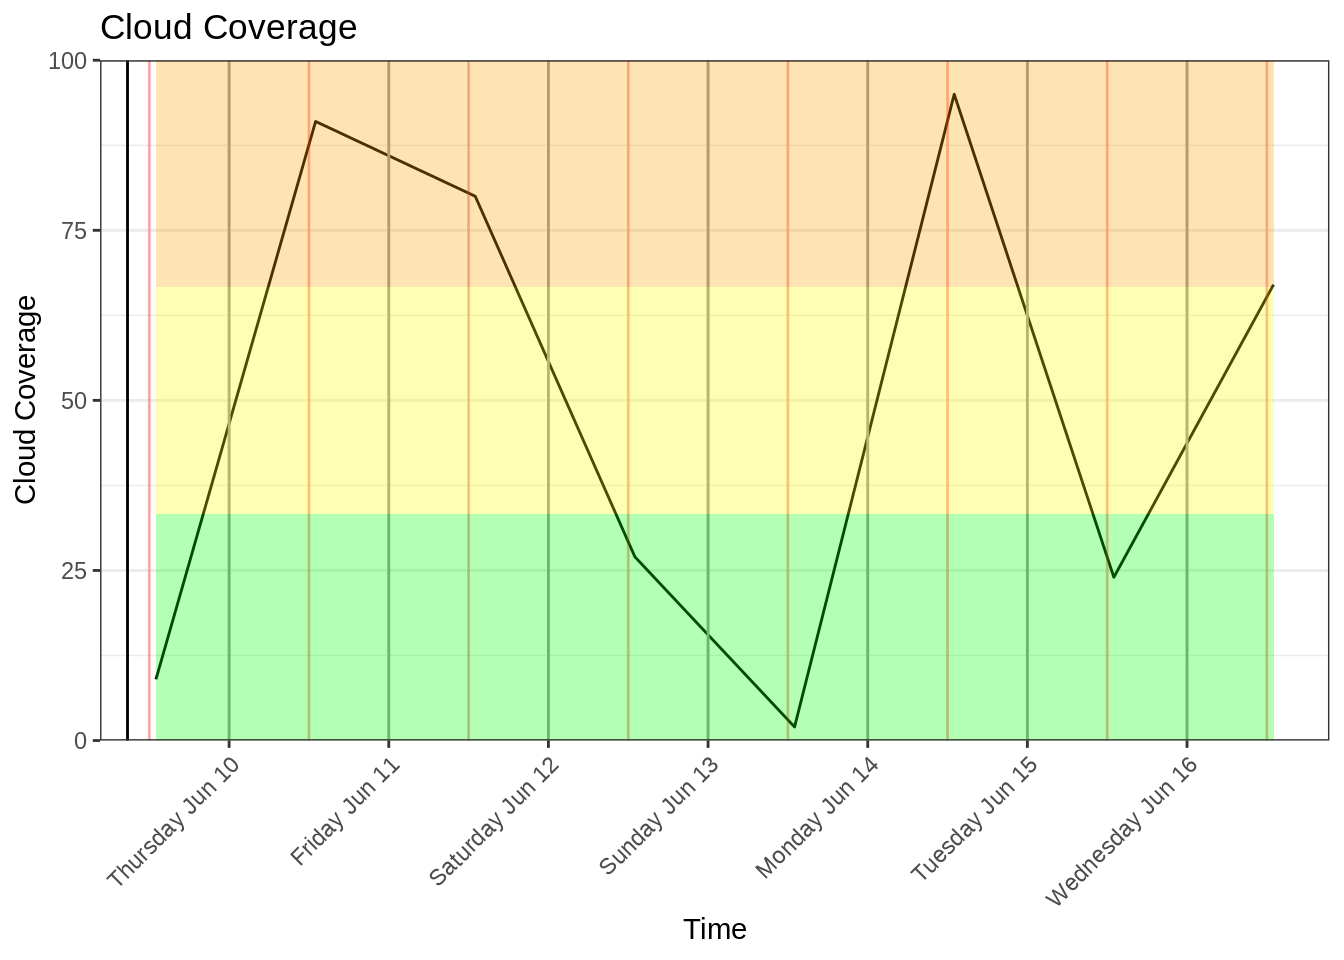 Cloud Coverage
100
75
50
25
0
Cloud Coverage
Thursday Jun 10
Friday Jun 11
Saturday Jun 12
Sunday Jun 13
Monday Jun 14
Tuesday Jun 15
Wednesday Jun 16
Time